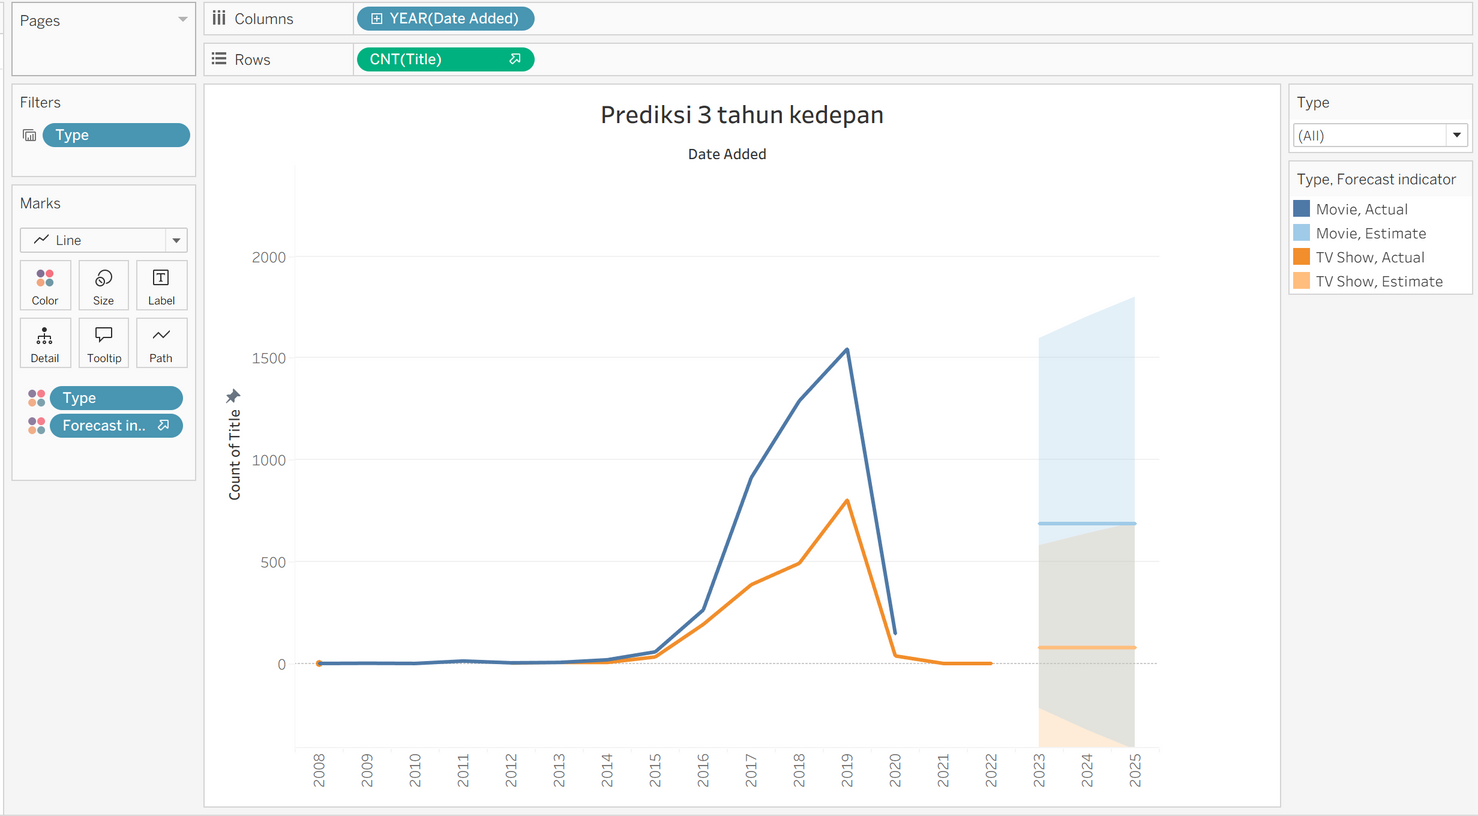 Pages
Columns
YEAR(Date Added)
Rows
CNT(Title)
Filters
Type
Marks
Line
Color
Size
Label
Detail
Tooltip
Path
Type
Forecast in..
Prediksi 3 tahun kedepan
Date Added
Count of Title
2000
1500
1000
500
0
2008
2009
2010
2011
2012
2013
2014
2015
2016
2017
2018
2019
2020
2021
2022
2023
2024
2025
Type
(All)
Type, Forecast indicator
Movie, Actual
Movie, Estimate
TV Show, Actual
TV Show, Estimate